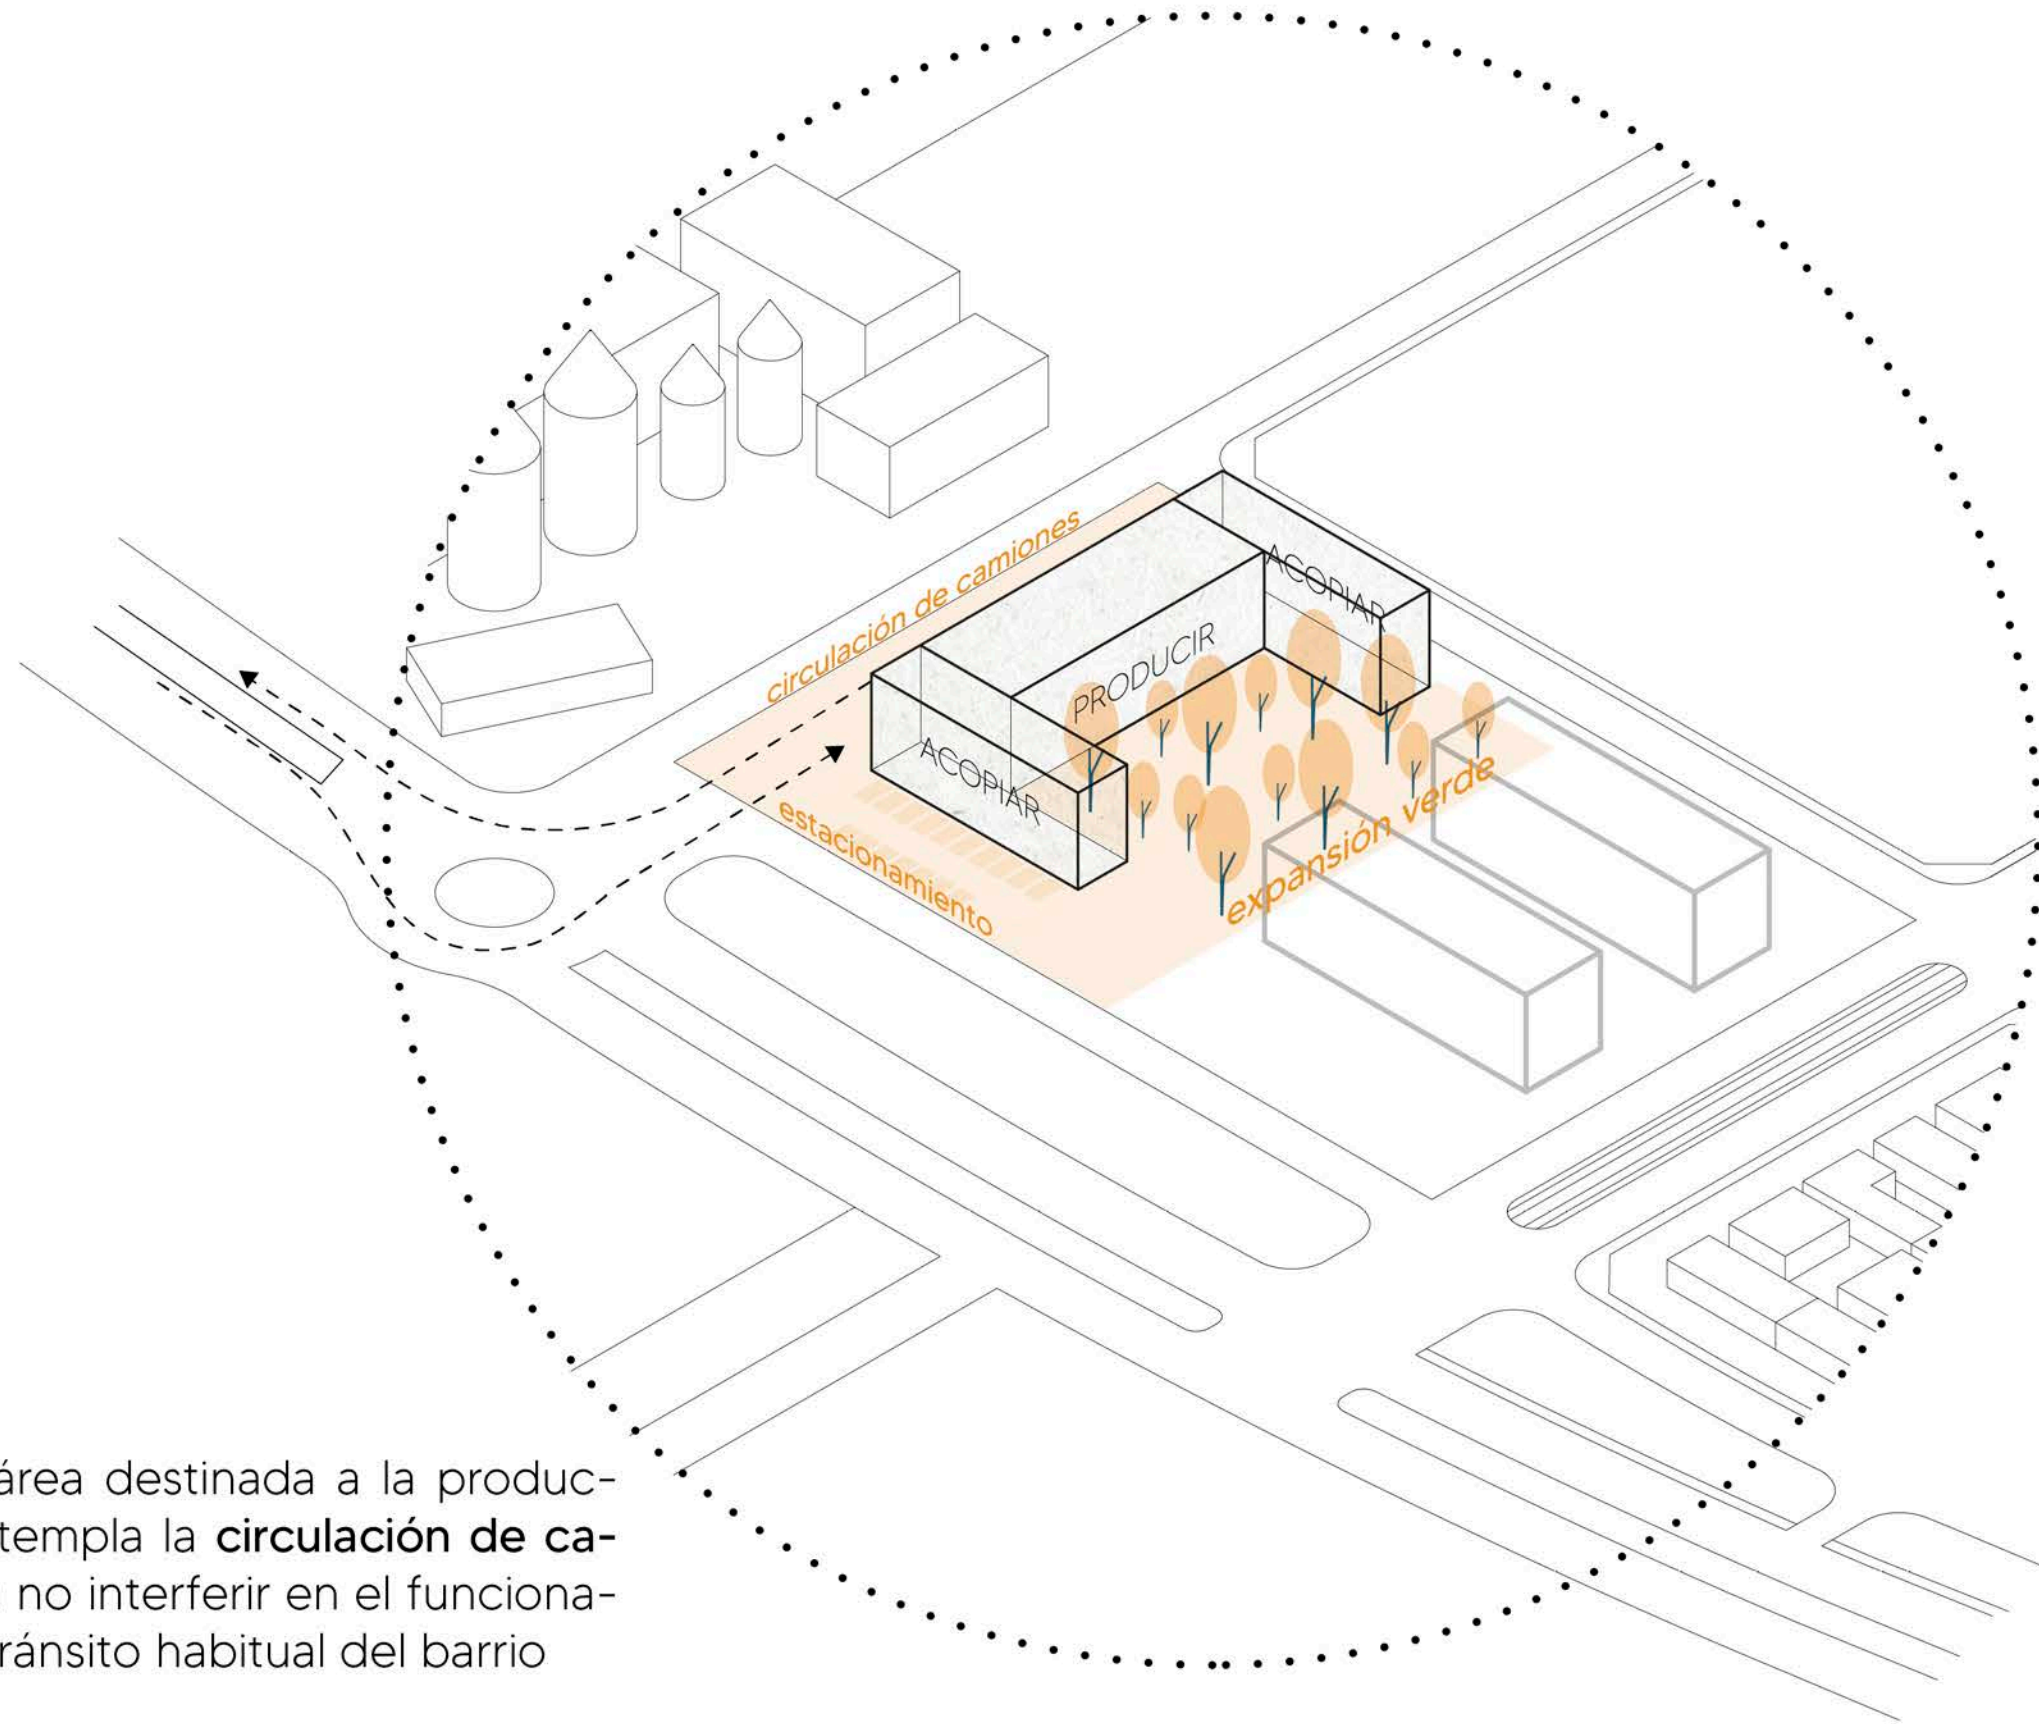 circulación de camiones
ACOPIAR
PRODUCIR
ACOPIAR
estacionamiento
expansión verde
área destinada a la produc-
templa la circulación de ca-
no interferir en el funciona-
ránsito habitual del barrio